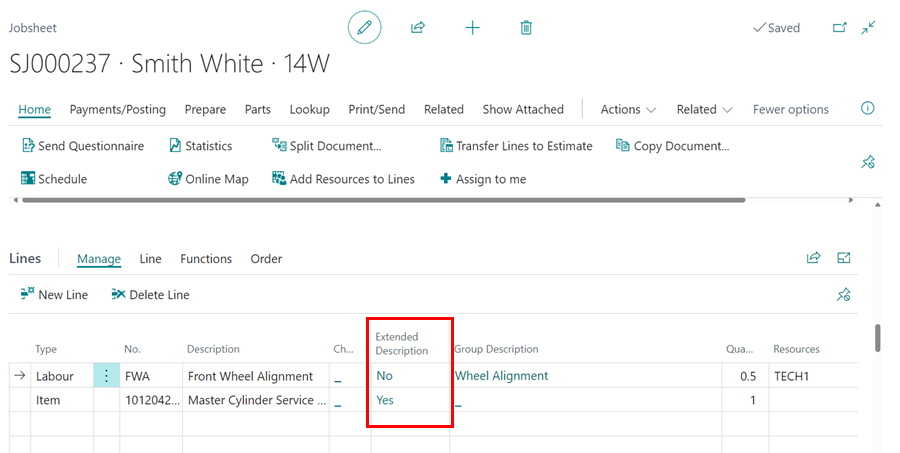 Jobsheet
Saved
SJ000237 · Smith White · 14W
Home Payments/Posting Prepare Parts Lookup Print/Send Related Show Attached Actions Related Fewer options
Send Questionnaire Statistics Split Document... Transfer Lines to Estimate Copy Document...
Schedule Online Map Add Resources to Lines Assign to me
Lines Manage Line Functions Order
New Line Delete Line
Type No. Description Ch... Extended Description Group Description Qua... Resources
Labour FWA Front Wheel Alignment _ No Wheel Alignment 0.5 TECH1
Item 1012042... Master Cylinder Service ... _ Yes _ 1